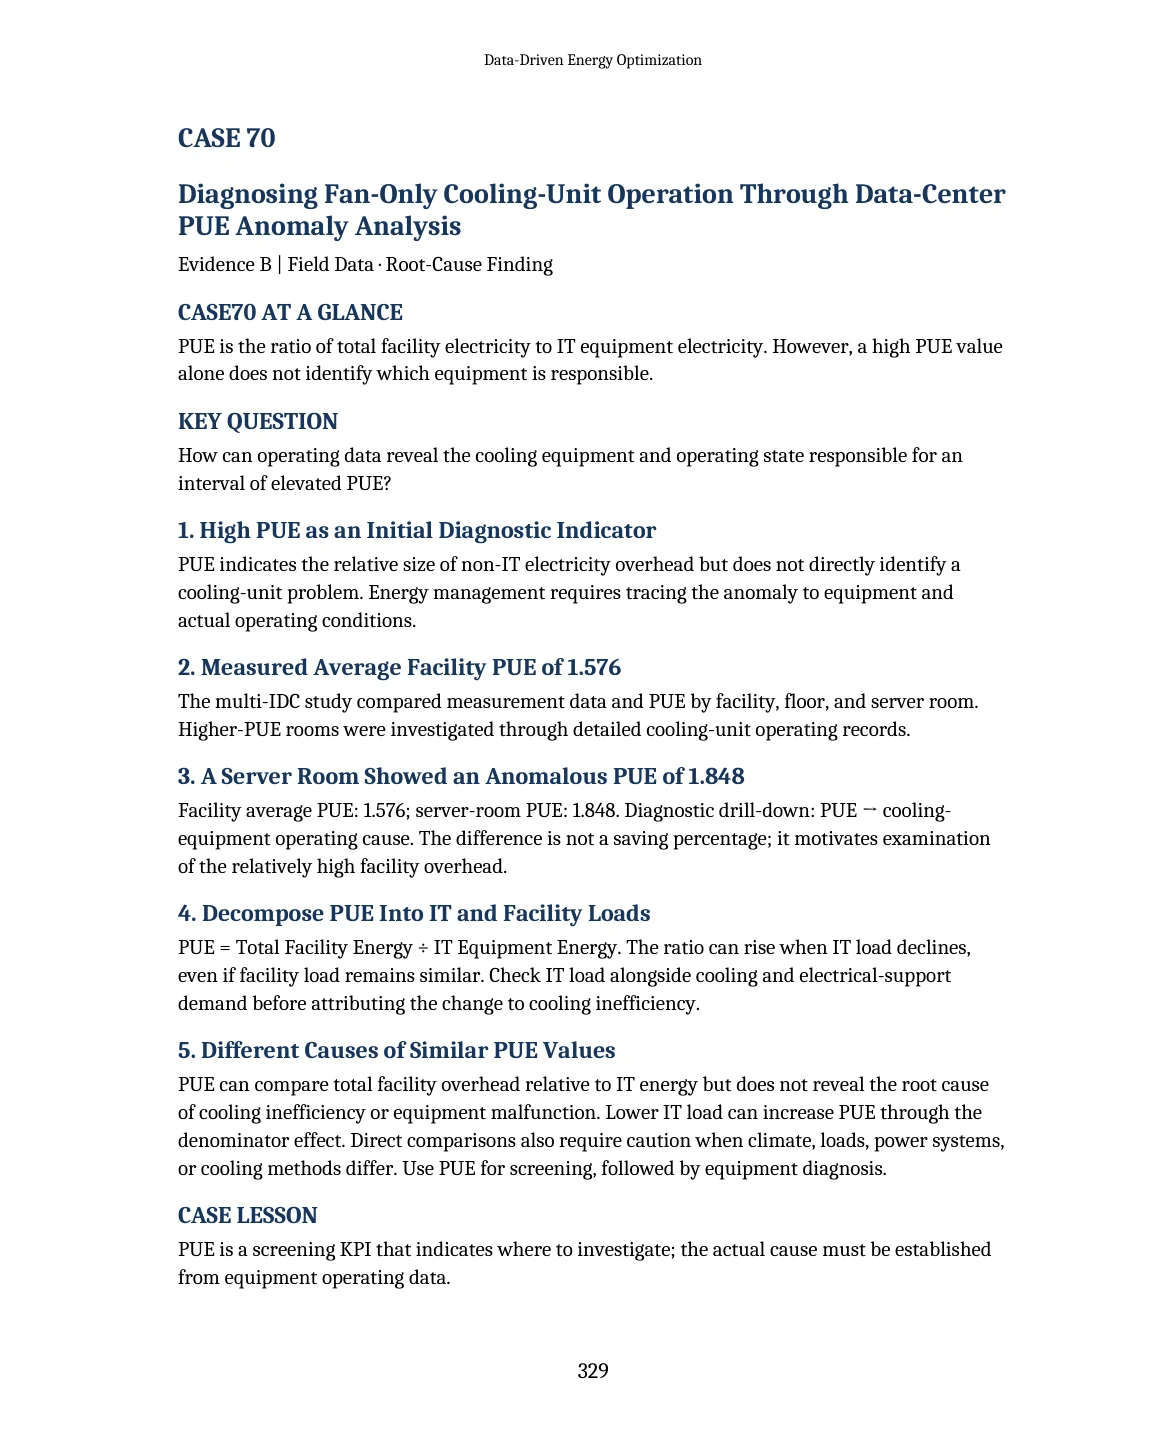 Data-Driven Energy Optimization
CASE 70
Diagnosing Fan-Only Cooling-Unit Operation Through Data-Center
PUE Anomaly Analysis
Evidence B | Field Data · Root-Cause Finding
CASE70 AT A GLANCE
PUE is the ratio of total facility electricity to IT equipment electricity. However, a high PUE value
alone does not identify which equipment is responsible.
KEY QUESTION
How can operating data reveal the cooling equipment and operating state responsible for an
interval of elevated PUE?
1. High PUE as an Initial Diagnostic Indicator
PUE indicates the relative size of non-IT electricity overhead but does not directly identify a
cooling-unit problem. Energy management requires tracing the anomaly to equipment and
actual operating conditions.
2. Measured Average Facility PUE of 1.576
The multi-IDC study compared measurement data and PUE by facility, floor, and server room.
Higher-PUE rooms were investigated through detailed cooling-unit operating records.
3. A Server Room Showed an Anomalous PUE of 1.848
Facility average PUE: 1.576; server-room PUE: 1.848. Diagnostic drill-down: PUE → cooling-
equipment operating cause. The difference is not a saving percentage; it motivates examination
of the relatively high facility overhead.
4. Decompose PUE Into IT and Facility Loads
PUE = Total Facility Energy ÷ IT Equipment Energy. The ratio can rise when IT load declines,
even if facility load remains similar. Check IT load alongside cooling and electrical-support
demand before attributing the change to cooling inefficiency.
5. Different Causes of Similar PUE Values
PUE can compare total facility overhead relative to IT energy but does not reveal the root cause
of cooling inefficiency or equipment malfunction. Lower IT load can increase PUE through the
denominator effect. Direct comparisons also require caution when climate, loads, power systems,
or cooling methods differ. Use PUE for screening, followed by equipment diagnosis.
CASE LESSON
PUE is a screening KPI that indicates where to investigate; the actual cause must be established
from equipment operating data.
329